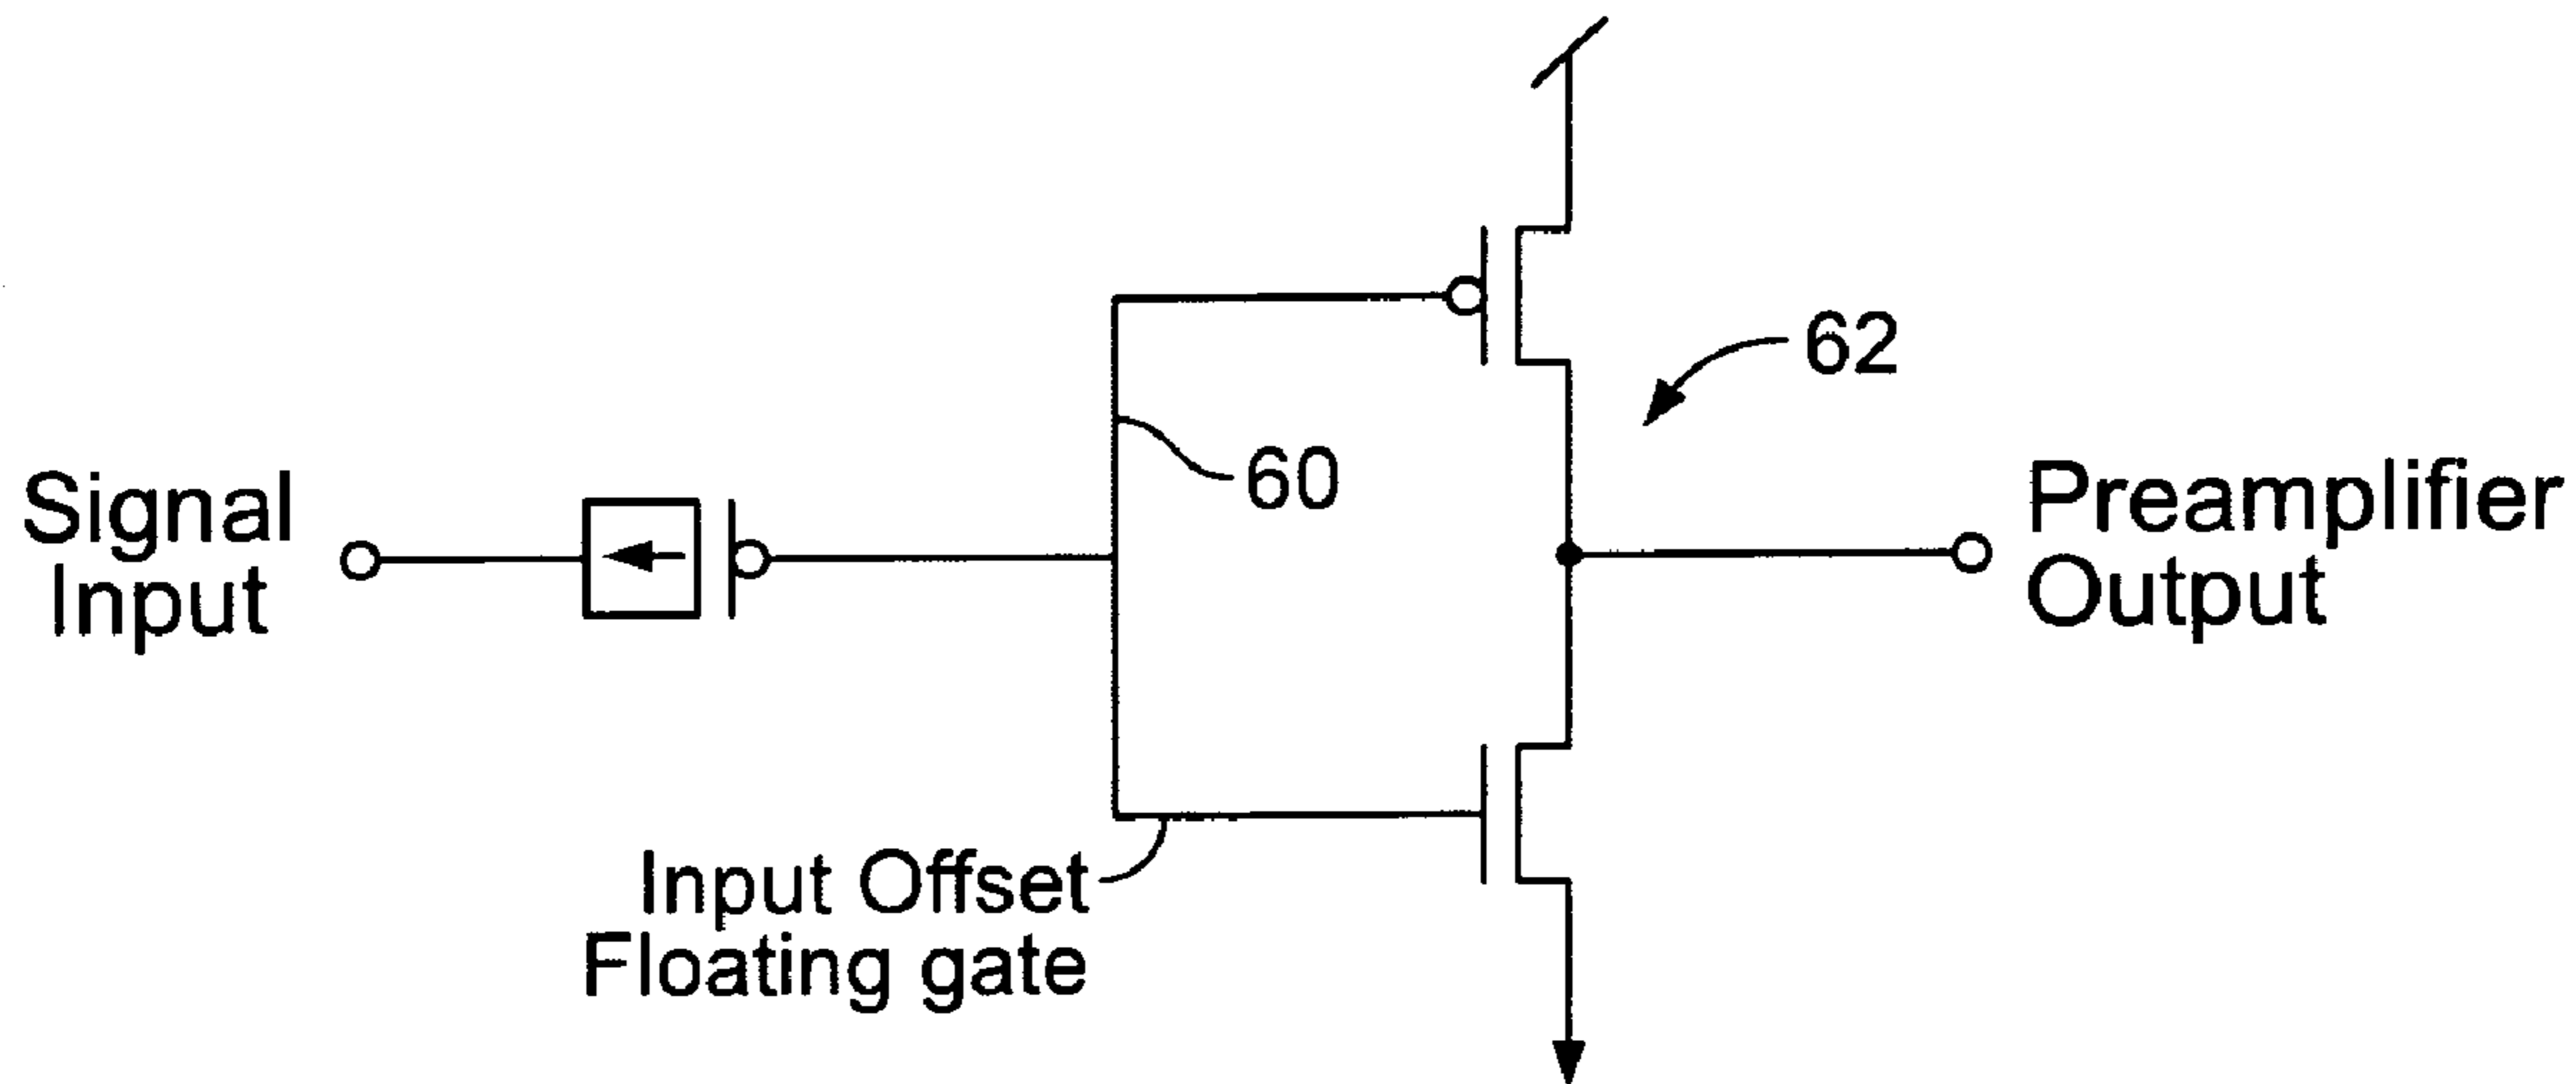 62
60
Signal
Input
Preamplifier
Output
Input Offset
Floating gate